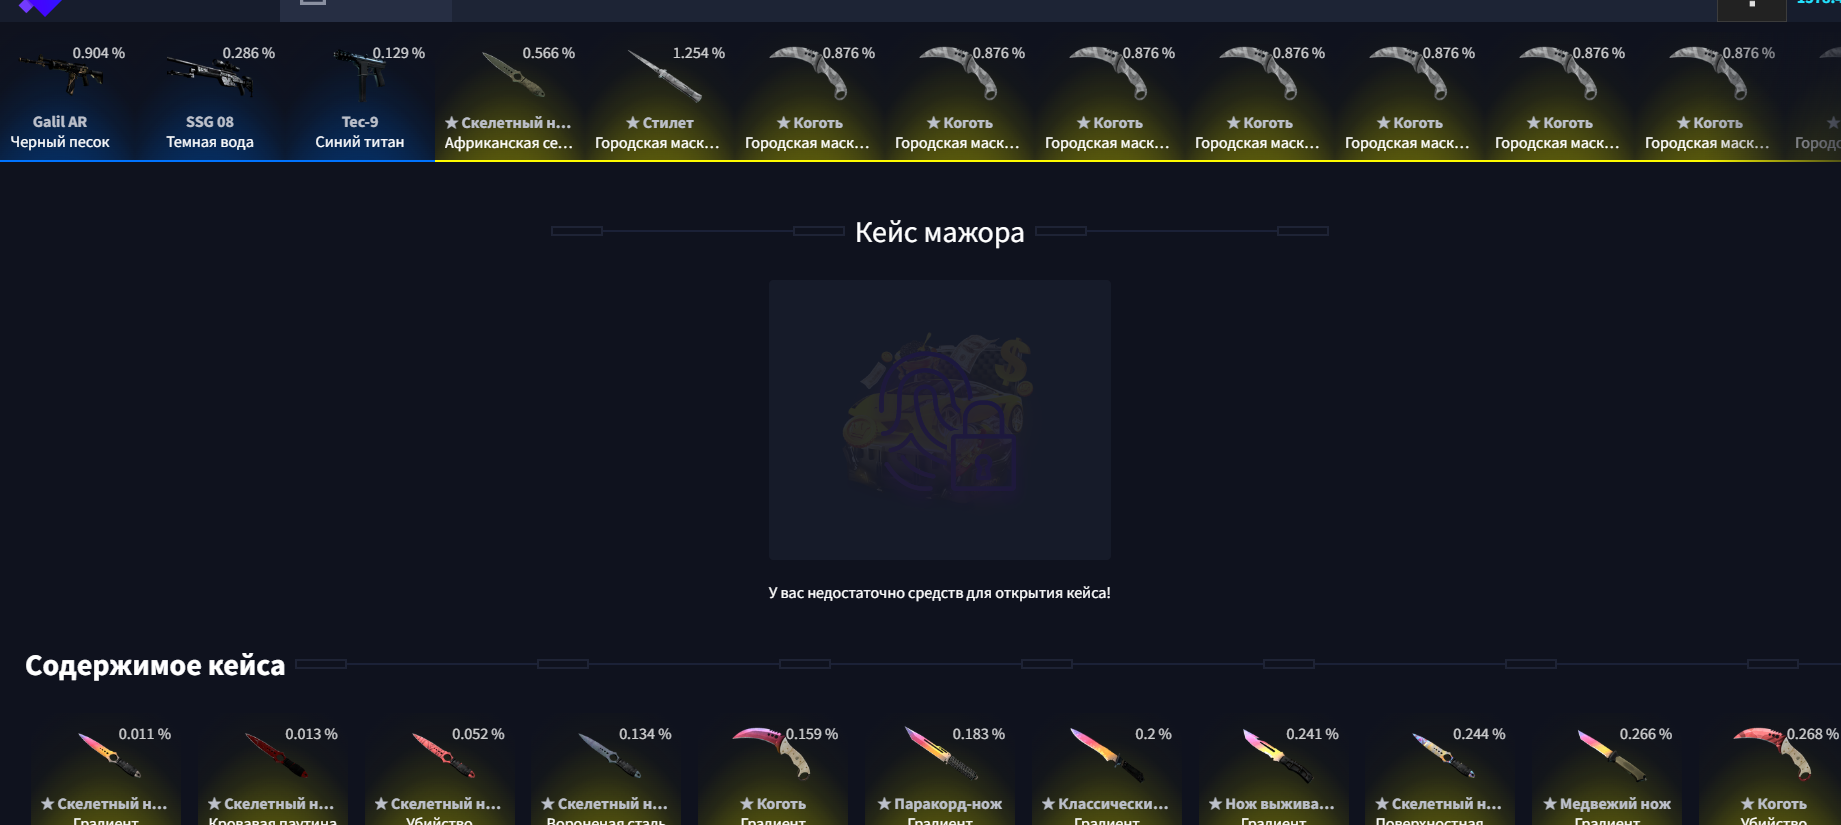 0.904 %
Galil AR
Черный песок
0.286 %
SSG 08
Темная вода
0.129 %
Tec-9
Синий титан
0.566 %
★ Скелетный н...
Африканская се...
1.254 %
★ Стилет
Городская маск...
0.876 %
★ Коготь
Городская маск...
0.876 %
★ Коготь
Городская маск...
0.876 %
★ Коготь
Городская маск...
0.876 %
★ Коготь
Городская маск...
0.876 %
★ Коготь
Городская маск...
0.876 %
★ Коготь
Городская маск...
0.876 %
★ Коготь
Городская маск...
Кейс мажора
У вас недостаточно средств для открытия кейса!
Содержимое кейса
0.011 %
★ Скелетный н...
Градиент
0.013 %
★ Скелетный н...
Кровавая паутина
0.052 %
★ Скелетный н...
Убийство
0.134 %
★ Скелетный н...
Вороненая сталь
0.159 %
★ Коготь
Градиент
0.183 %
★ Паракорд-нож
Градиент
0.2 %
★ Классически...
Градиент
0.241 %
★ Нож выжива...
Градиент
0.244 %
★ Скелетный н...
Поверхностная
0.266 %
★ Медвежий нож
Градиент
0.268 %
★ Коготь
Убийство